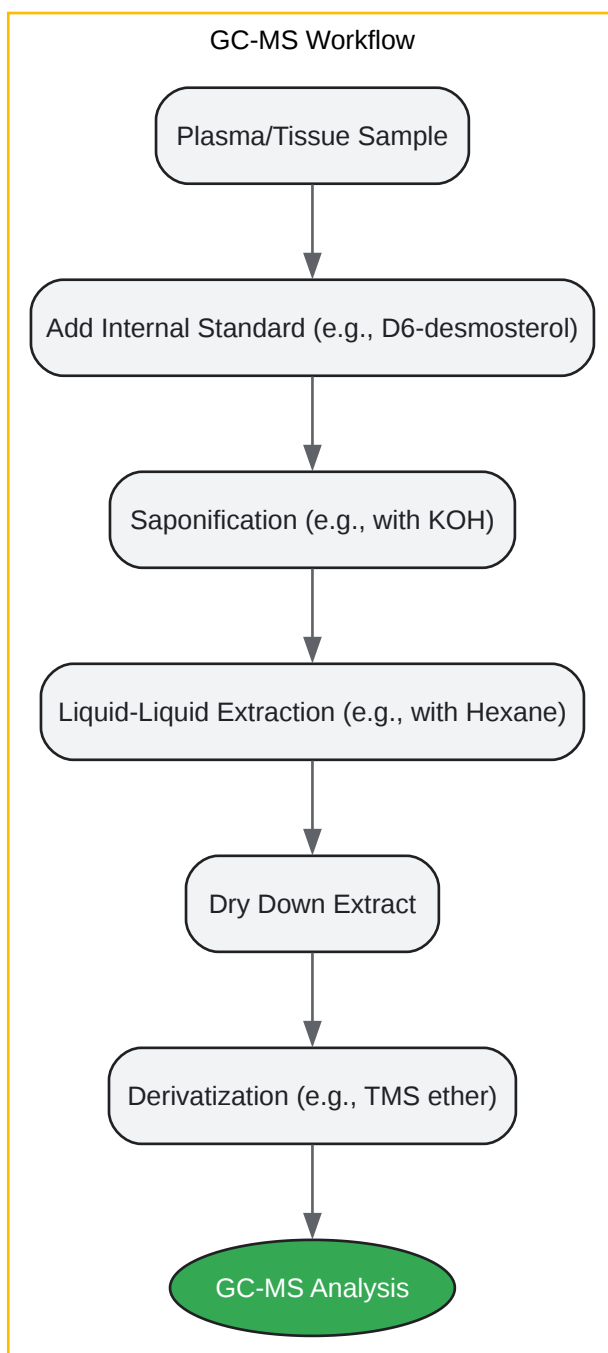 GC-MS Workflow
Plasma/Tissue Sample
Add Internal Standard (e.g., D6-desmosterol)
Saponification (e.g., with KOH)
Liquid-Liquid Extraction (e.g., with Hexane)
Dry Down Extract
Derivatization (e.g., TMS ether)
GC-MS Analysis